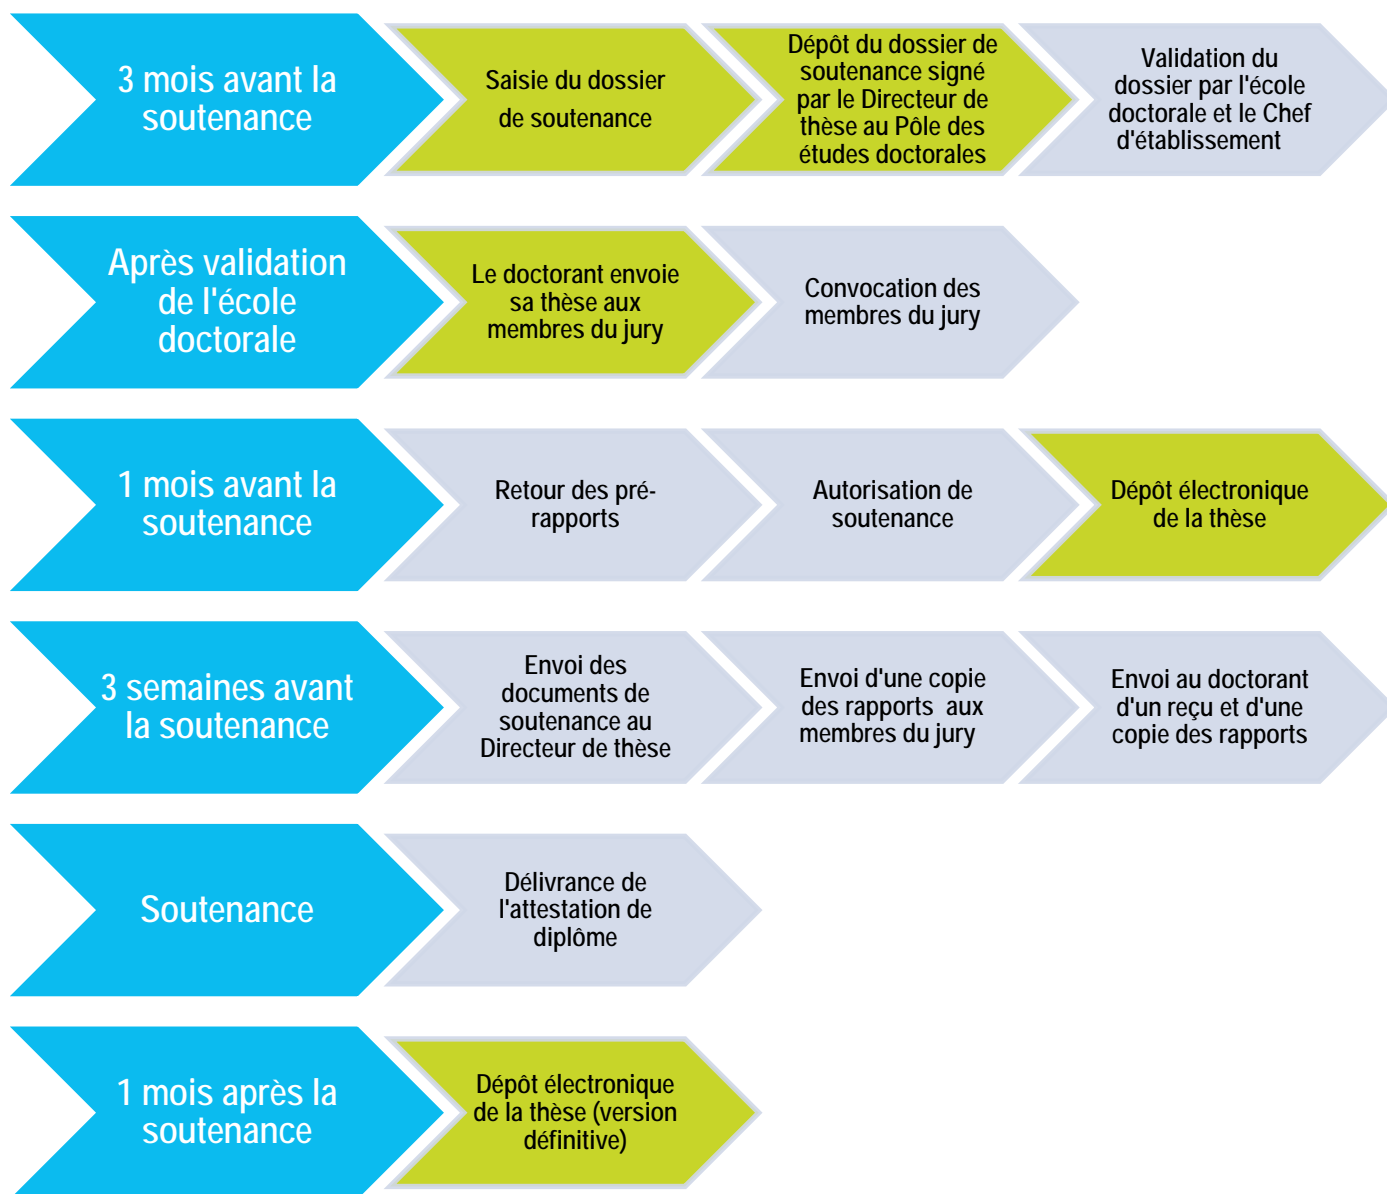 3 mois avant la
soutenance
Saisie du dossier
de soutenance
Dépôt du dossier de
soutenance signé
par le Directeur de
thèse au Pôle des
études doctorales
Validation du
dossier par l'école
doctorale et le Chef
d'établissement
Après validation
de l'école
doctorale
Le doctorant envoie
sa thèse aux
membres du jury
Convocation des
membres du jury
1 mois avant la
soutenance
Retour des pré-
rapports
Autorisation de
soutenance
Dépôt électronique
de la thèse
3 semaines avant
la soutenance
Envoi des
documents de
soutenance au
Directeur de thèse
Envoi d'une copie
des rapports aux
membres du jury
Envoi au doctorant
d'un reçu et d'une
copie des rapports
Soutenance
Délivrance de
l'attestation de
diplôme
1 mois après la
soutenance
Dépôt électronique
de la thèse (version
définitive)